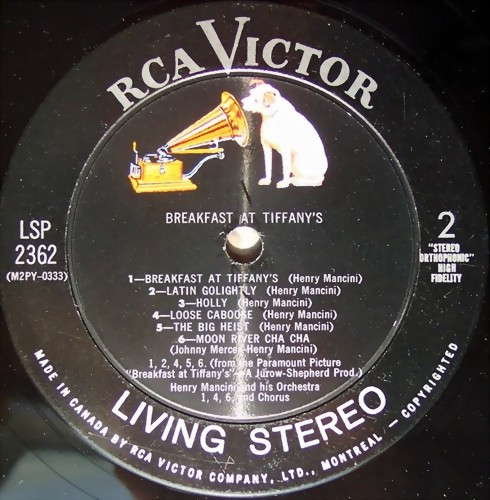 RCA VICTOR
BREAKFAST AT TIFFANY'S
LSP
2362
(M2PY-0333)
2
"STEREO
ORTHOPHONIC"
HIGH
FIDELITY
1—BREAKFAST AT TIFFANY'S (Henry Mancini)
2—LATIN GOLIGHTLY (Henry Mancini)
3—HOLLY (Henry Mancini)
4—LOOSE CABOOSE (Henry Mancini)
5—THE BIG HEIST (Henry Mancini)
6—MOON RIVER CHA CHA
(Johnny Mercer-Henry Mancini)
1, 2, 4, 5, 6. (from the Paramount Picture
"Breakfast at Tiffany's" A Jurow-Shepherd Prod.)
Henry Mancini and his Orchestra
1, 4, 6, and Chorus
LIVING STEREO
MADE IN CANADA BY RCA VICTOR COMPANY, LTD., MONTREAL — COPYRIGHTED